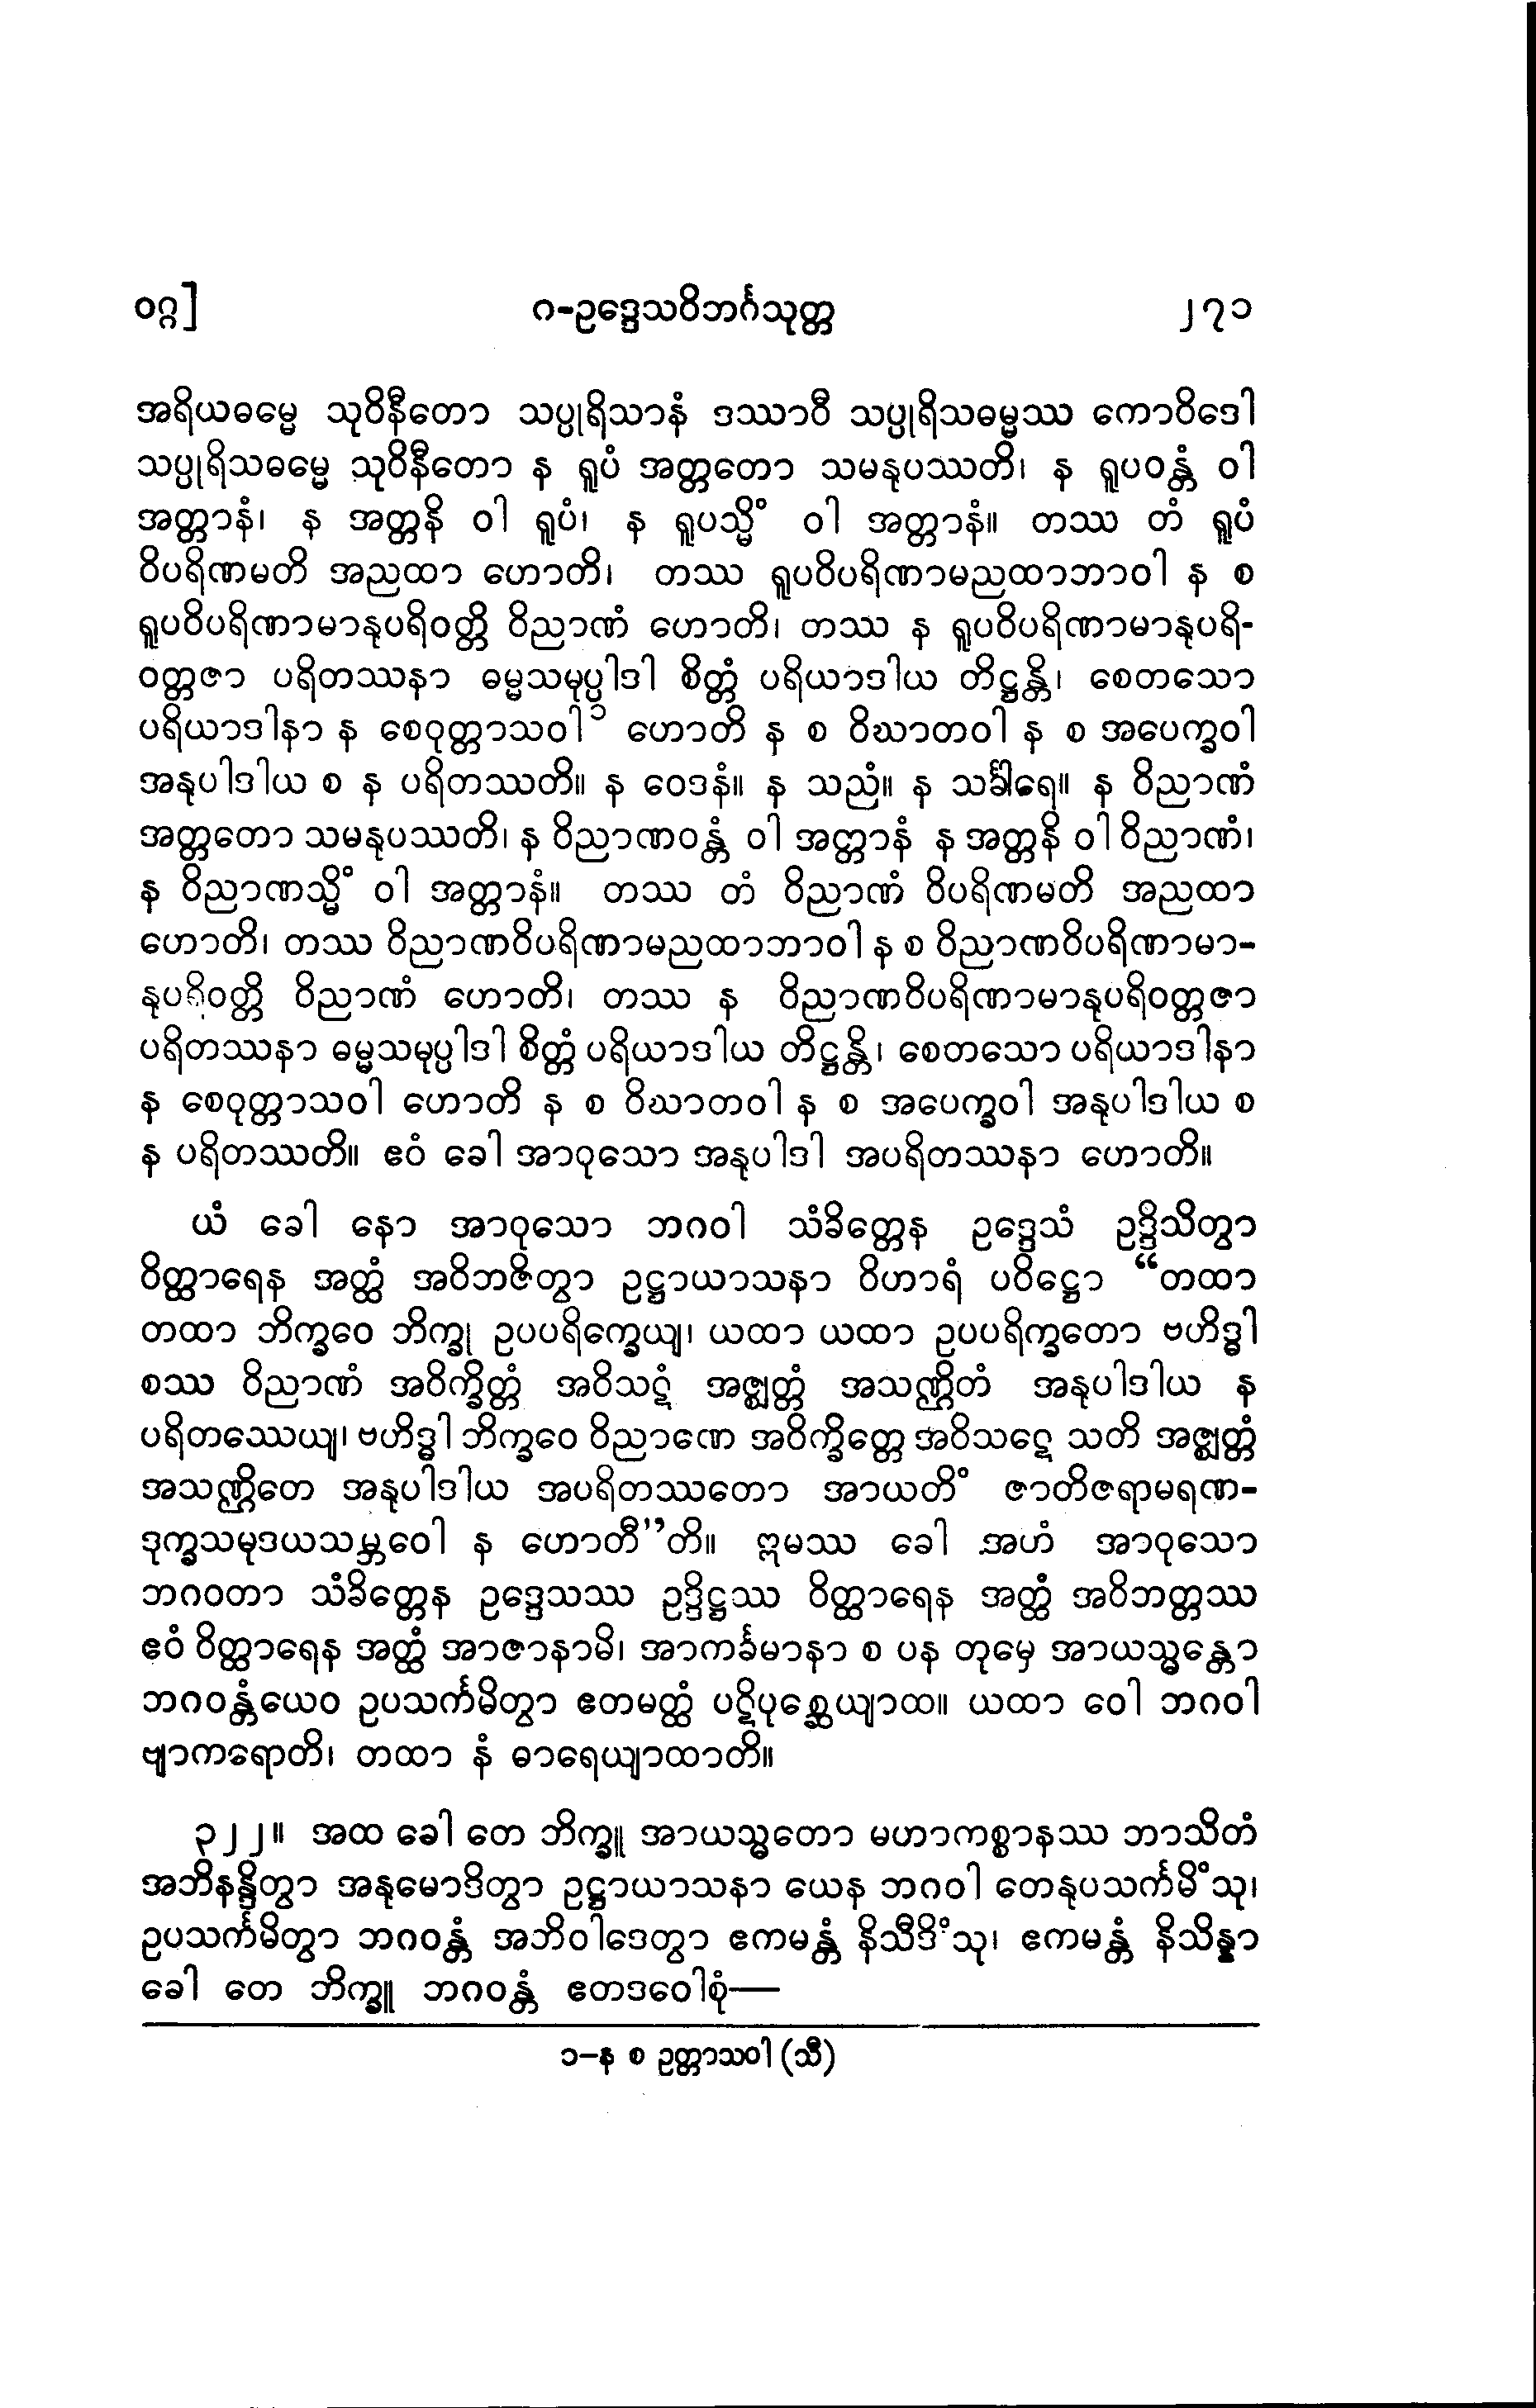 ၀ဂ္ဂ]
ဂ-ဥဒ္ဒေသဝိဘင်္ဂသုတ္တ
၂၇၁
အရိယဓမ္မေ သုဝိနီတော သပ္ပုရိသာနံ ဒဿာဝီ သပ္ပုရိသဓမ္မဿ ကောဝိဒေါ
သပ္ပုရိသဓမ္မေ သုဝိနီတော န ရူပံ အတ္တတော သမနုပဿတိ၊ န ရူပဝန္တံ ဝါ
အတ္တာနံ၊ န အတ္တနိ ဝါ ရူပံ၊ န ရူပသ္မိံ ဝါ အတ္တာနံ။ တဿ တံ ရူပံ
ဝိပရိဏမတိ အညထာ ဟောတိ၊ တဿ ရူပဝိပရိဏာမညထာဘာဝါ န စ
ရူပဝိပရိဏာမာနုပရိဝတ္တိ ဝိညာဏံ ဟောတိ၊ တဿ န ရူပဝိပရိဏာမာနုပရိ-
ဝတ္တဇာ ပရိတဿနာ ဓမ္မသမုပ္ပါဒါ စိတ္တံ ပရိယာဒါယ တိဋ္ဌန္တိ၊ စေတသော
ပရိယာဒါနာ န စေဝုတ္တာသဝါ ၁ ဟောတိ န စ ဝိဃာတဝါ န စ အပေက္ခဝါ
အနုပါဒါယ စ န ပရိတဿတိ။ န ဝေဒနံ။ န သညံ။ န သင်္ခါရေ။ န ဝိညာဏံ
အတ္တတော သမနုပဿတိ၊ န ဝိညာဏဝန္တံ ဝါ အတ္တာနံ န အတ္တနိ ဝါ ဝိညာဏံ၊
န ဝိညာဏသ္မိံ ဝါ အတ္တာနံ။ တဿ တံ ဝိညာဏံ ဝိပရိဏမတိ အညထာ
ဟောတိ၊ တဿ ဝိညာဏဝိပရိဏာမညထာဘာဝါ န စ ဝိညာဏဝိပရိဏာမာ-
နုပရိဝတ္တိ ဝိညာဏံ ဟောတိ၊ တဿ န ဝိညာဏဝိပရိဏာမာနုပရိဝတ္တဇာ
ပရိတဿနာ ဓမ္မသမုပ္ပါဒါ စိတ္တံ ပရိယာဒါယ တိဋ္ဌန္တိ၊ စေတသော ပရိယာဒါနာ
န စေဝုတ္တာသဝါ ဟောတိ န စ ဝိဃာတဝါ န စ အပေက္ခဝါ အနုပါဒါယ စ
န ပရိတဿတိ။ ဧဝံ ခေါ အာဝုသော အနုပါဒါ အပရိတဿနာ ဟောတိ။
ယံ ခေါ နော အာဝုသော ဘဂဝါ သံခိတ္တေန ဥဒ္ဒေသံ ဥဒ္ဒိသိတွာ
ဝိတ္ထာရေန အတ္ထံ အဝိဘဇိတွာ ဥဋ္ဌာယာသနာ ဝိဟာရံ ပဝိဋ္ဌော “တထာ
တထာ ဘိက္ခဝေ ဘိက္ခု ဥပပရိက္ခေယျ၊ ယထာ ယထာ ဥပပရိက္ခတော ဗဟိဒ္ဓါ
စဿ ဝိညာဏံ အဝိက္ခိတ္တံ အဝိသဋံ အဇ္ဈတ္တံ အသဏ္ဌိတံ အနုပါဒါယ န
ပရိတဿေယျ၊ ဗဟိဒ္ဓါ ဘိက္ခဝေ ဝိညာဏေ အဝိက္ခိတ္တေ အဝိသဋေ သတိ အဇ္ဈတ္တံ
အသဏ္ဌိတေ အနုပါဒါယ အပရိတဿတော အာယတိံ ဇာတိဇရာမရဏ-
ဒုက္ခသမုဒယသမ္ဘဝေါ န ဟောတီ”တိ။ ဣမဿ ခေါ အဟံ အာဝုသော
ဘဂဝတာ သံခိတ္တေန ဥဒ္ဒေသဿ ဥဒ္ဒိဋ္ဌဿ ဝိတ္ထာရေန အတ္ထံ အဝိဘတ္တဿ
ဧဝံ ဝိတ္ထာရေန အတ္ထံ အာဇာနာမိ၊ အာကင်္ခမာနာ စ ပန တုမှေ အာယသ္မန္တော
ဘဂဝန္တံယေဝ ဥပသင်္ကမိတွာ ဧတမတ္ထံ ပဋိပုစ္ဆေယျာထ။ ယထာ ဝေါ ဘဂဝါ
ဗျာကရောတိ၊ တထာ နံ ဓာရေယျာထာတိ။
၃၂၂။ အထ ခေါ တေ ဘိက္ခူ အာယသ္မတော မဟာကစ္စာနဿ ဘာသိတံ
အဘိနန္ဒိတွာ အနုမောဒိတွာ ဥဋ္ဌာယာသနာ ယေန ဘဂဝါ တေနုပသင်္ကမိံသု၊
ဥပသင်္ကမိတွာ ဘဂဝန္တံ အဘိဝါဒေတွာ ဧကမန္တံ နိသီဒိံသု၊ ဧကမန္တံ နိသိန္နာ
ခေါ တေ ဘိက္ခူ ဘဂဝန္တံ ဧတဒဝေါစုံ—
၁-န စ ဥတ္တာသဝါ (သီ)